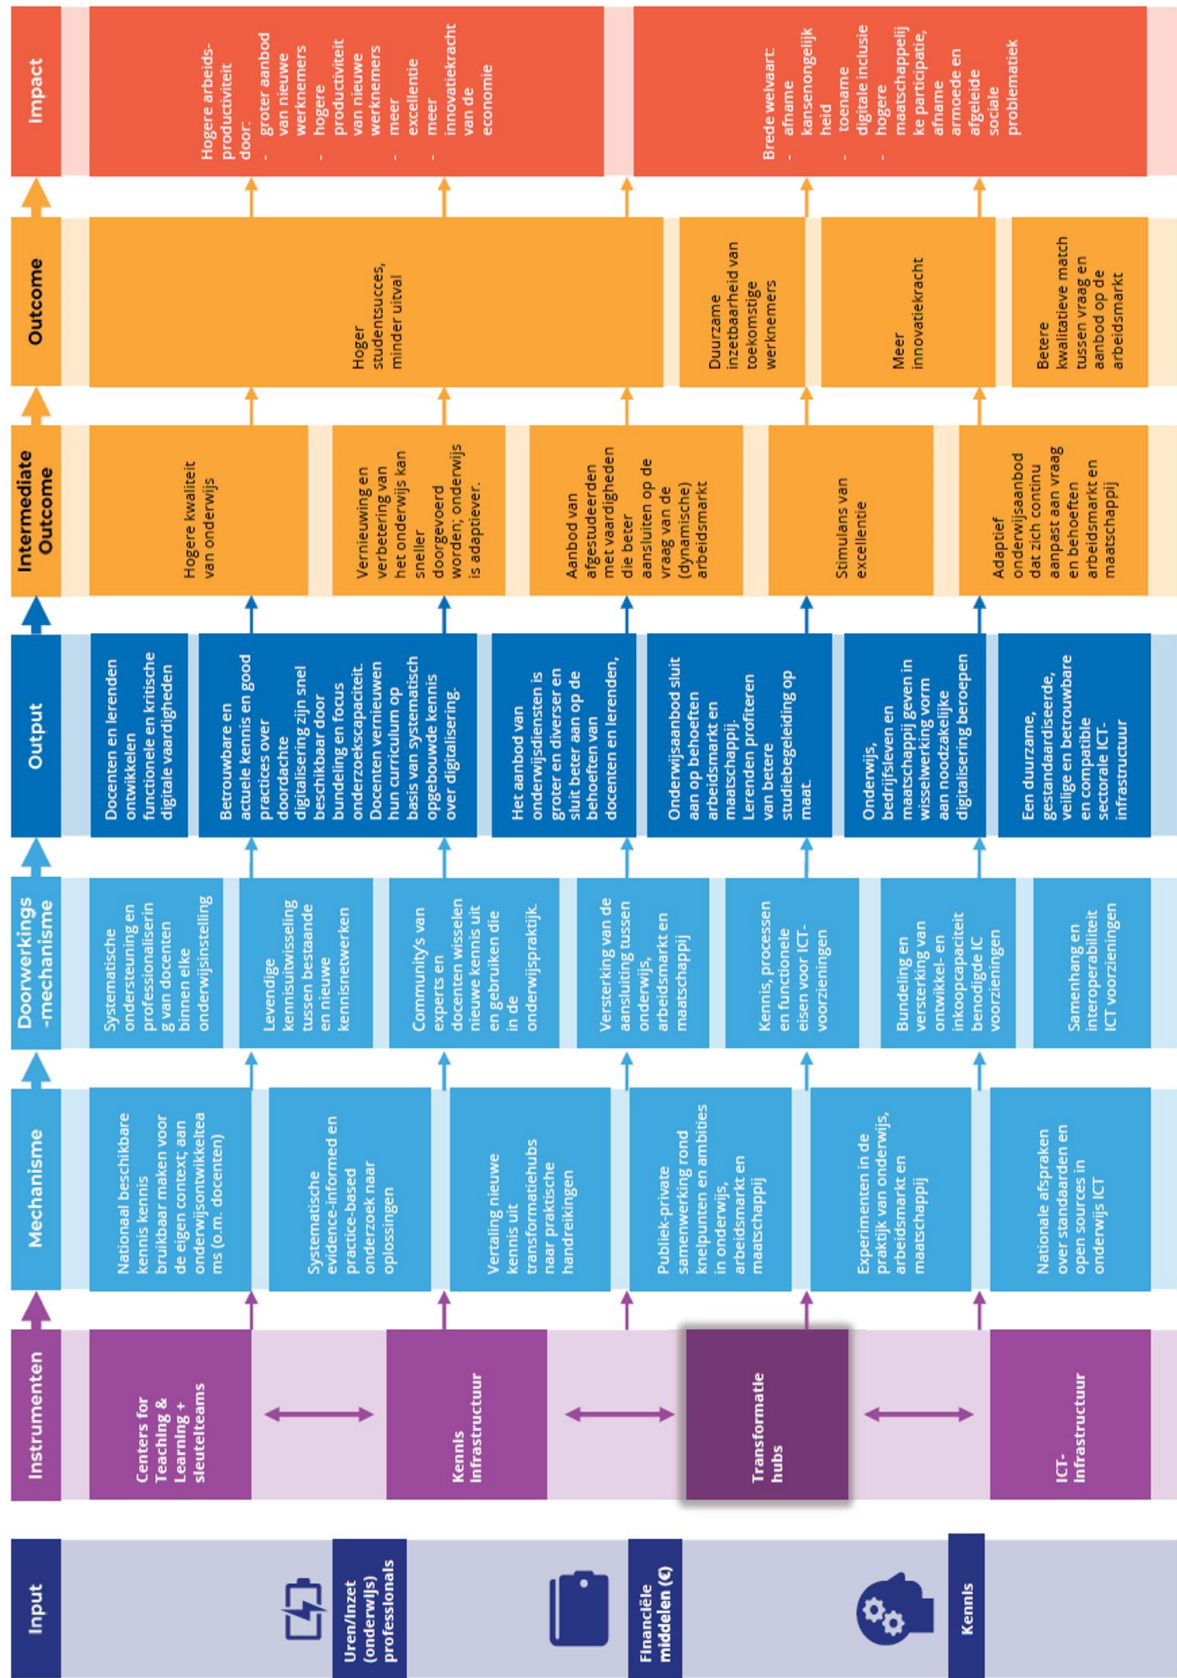 Input
Uren/inzet
(onderwijs)
professionals
Financiële
middelen (€)
Kennis
Instrumenten
Centers for
Teaching &
Learning +
sleutelteams
Kennis
Infrastructuur
Transformatie
hubs
ICT-
Infrastructuur
Mechanisme
Nationaal beschikbare
kennis kennis
bruikbaar maken voor
de eigen context; aan
onderwijsontwikkeltea
ms (o.m. docenten)
Systematische
evidence-informed en
practice-based
onderzoek naar
oplossingen
Vertaling nieuwe
kennis uit
transformatiehubs
naar praktische
handreikingen
Publiek-private
samenwerking rond
knelpunten en ambities
in onderwijs,
arbeidsmarkt en
maatschappij
Experimenten in de
praktijk van onderwijs,
arbeidsmarkt en
maatschappij
Nationale afspraken
over standaarden en
open sources in
onderwijs ICT
Doorwerkings
-mechanisme
Systematische
ondersteuning en
professionaliserin
g van docenten
binnen elke
onderwijsinstelling
Levendige
kennisuitwisseling
tussen bestaande
en nieuwe
kennisnetwerken
Community/s van
experts en
docenten wisselen
nieuwe kennis uit
en gebruiken die
in de
onderwijspraktijk.
Versterking van de
aansluiting tussen
onderwijs,
arbeidsmarkt en
maatschappij
Kennis, processen
en functionele
eisen voor ICT-
voorzieningen
Bundeling en
versterking van
ontwikkel- en
inkoopcapaciteit
benodigde IC
voorzieningen
Samenhang en
interoperabiliteit
ICT voorzieningen
Output
Docenten en lerenden
ontwikkelen
functionele en kritische
digitale vaardigheden
Betrouwbare en
actuele kennis en good
practices over
doordachte
digitalisering zijn snel
beschikbaar door
bundeling en focus
onderzoekscapaciteit.
Docenten vernieuwen
hun curriculum op
basis van systematisch
opgebouwde kennis
over digitalisering.
Het aanbod van
onderwijsdiensten is
groter en diverser en
sluit beter aan op de
behoeften van
docenten en lerenden,
Onderwijsaanbod sluit
aan op behoeften
arbeidsmarkt en
maatschappij.
Lerenden profiteren
van betere
studiebegeleiding op
maat.
Onderwijs,
bedrijfsleven en
maatschappij geven in
wisselwerking vorm
aan noodzakelijke
digitalisering beroepen
Een duurzame,
gestandaardiseerde,
veilige en betrouwbare
en compatible
sectorale ICT-
infrastructuur
Intermediate
Outcome
Hogere kwaliteit
van onderwijs
Vernieuwing en
verbetering van
het onderwijs kan
sneller
doorgevoerd
worden; onderwijs
is adaptiever.
Aanbod van
afgestudeerden
met vaardigheden
die beter
aansluiten op de
vraag van de
(dynamische)
arbeidsmarkt
Stimulans van
excellentie
Adaptief
onderwijsaanbod
dat zich continu
aanpast aan vraag
en behoeften
arbeidsmarkt en
maatschappij
Outcome
Hoger
studentsucces,
minder uitval
Duurzame
inzetbaarheid van
toekomstige
werknemers
Meer
innovatiekracht
Betere
kwalitatieve match
tussen vraag en
aanbod op de
arbeidsmarkt
Impact
Hogere arbeids-
productiviteit
door:
- groter aanbod
van nieuwe
werknemers
- hogere
productiviteit
van nieuwe
werknemers
- meer
excellentie
- meer
innovatiekracht
van de
economie
Brede welvaart:
- afname
kansenongelijk
heid
- toename
digitale inclusie
- hogere
maatschappelij
ke participatie,
afname
armoede en
afgeleide
sociale
problematiek